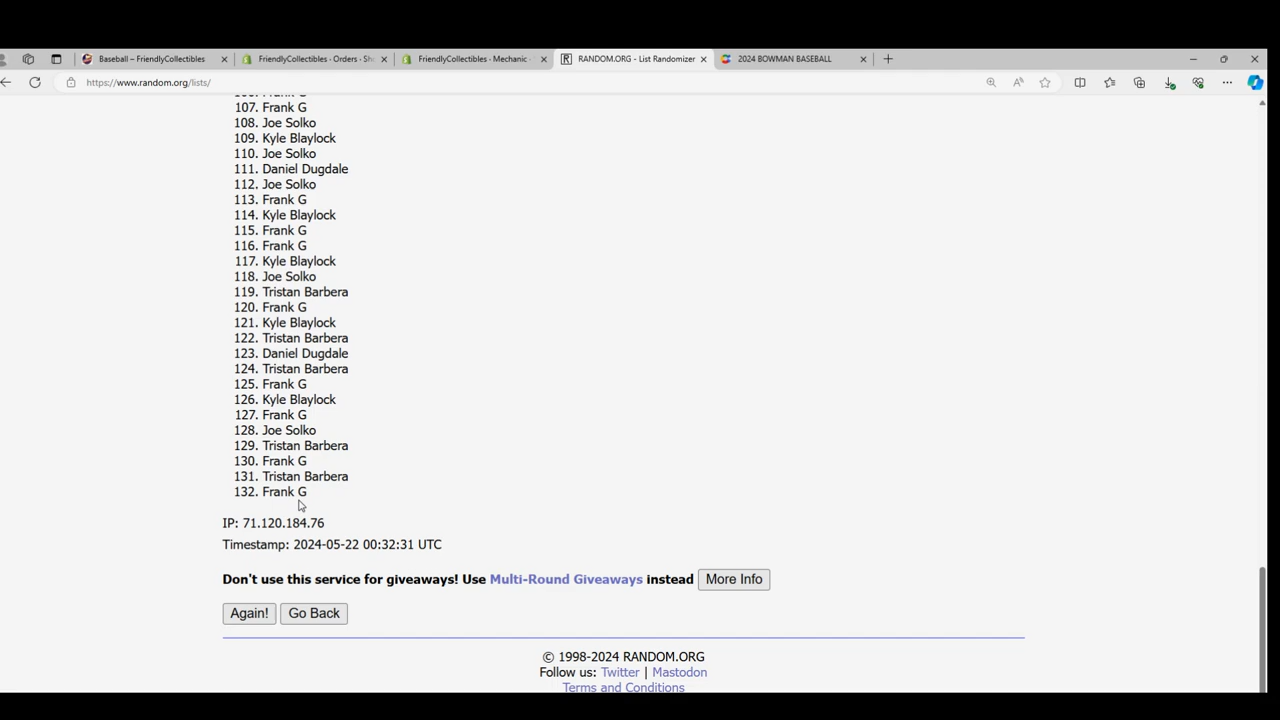 Baseball – FriendlyCollectibles
FriendlyCollectibles · Orders · Sh
FriendlyCollectibles · Mechanic ·
RANDOM.ORG - List Randomizer
2024 BOWMAN BASEBALL
https://www.random.org/lists/
107. Frank G
108. Joe Solko
109. Kyle Blaylock
110. Joe Solko
111. Daniel Dugdale
112. Joe Solko
113. Frank G
114. Kyle Blaylock
115. Frank G
116. Frank G
117. Kyle Blaylock
118. Joe Solko
119. Tristan Barbera
120. Frank G
121. Kyle Blaylock
122. Tristan Barbera
123. Daniel Dugdale
124. Tristan Barbera
125. Frank G
126. Kyle Blaylock
127. Frank G
128. Joe Solko
129. Tristan Barbera
130. Frank G
131. Tristan Barbera
132. Frank G
IP: 71.120.184.76
Timestamp: 2024-05-22 00:32:31 UTC
Don't use this service for giveaways! Use Multi-Round Giveaways instead More Info
Again! Go Back
© 1998-2024 RANDOM.ORG
Follow us: Twitter | Mastodon
Terms and Conditions